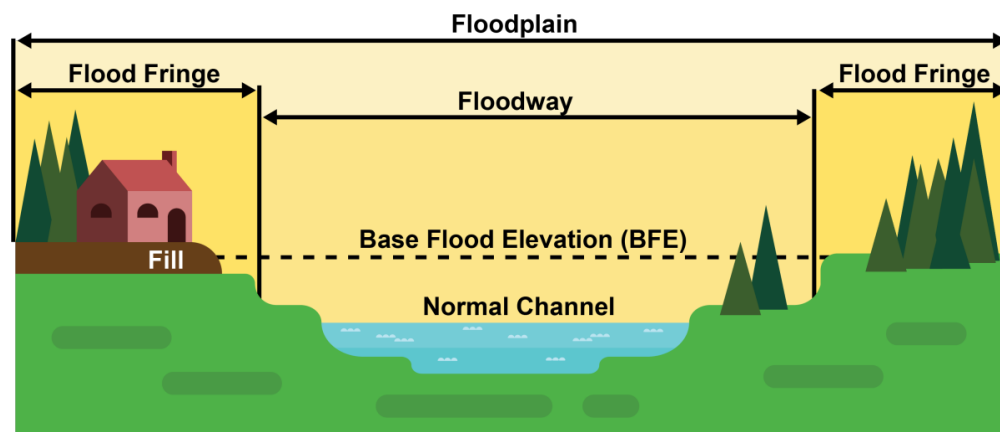 Floodplain
Flood Fringe
Flood Fringe
Floodway
Base Flood Elevation (BFE)
Fill
Normal Channel